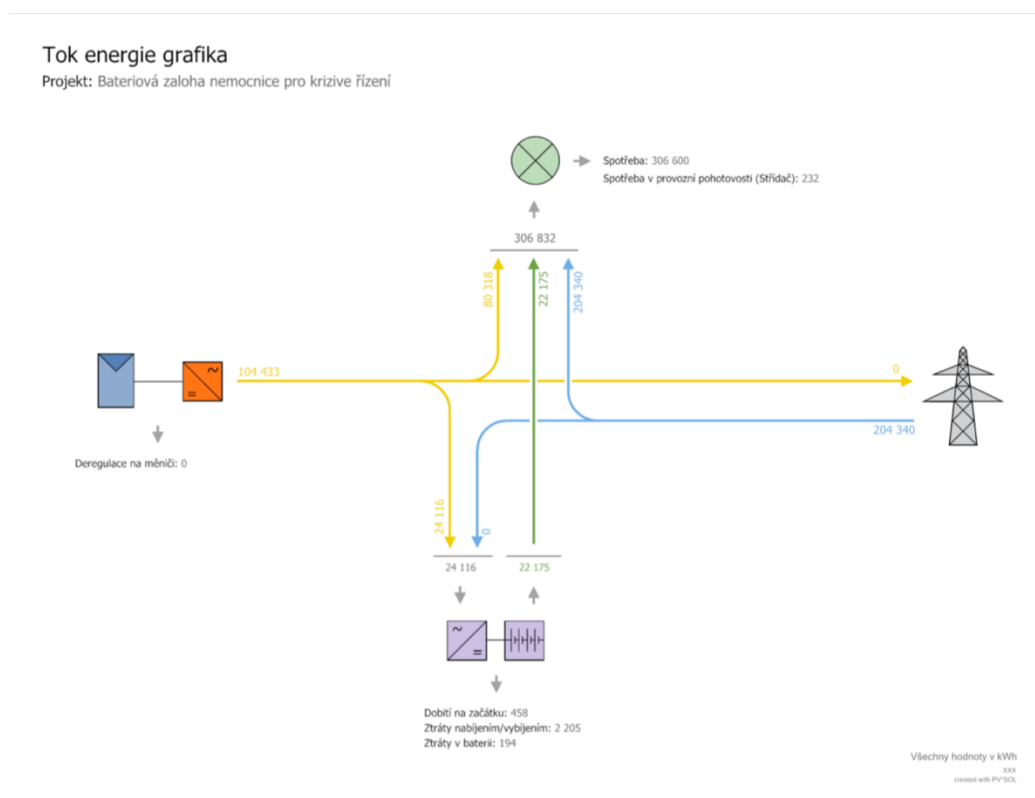 Tok energie grafika
Projekt: Bateriová zaloha nemocnice pro krizive řízení
Spotřeba: 306 600
Spotřeba v provozní pohotovosti (Střídač): 232
306 832
80 318
22 175
204 340
104 433
0
204 340
Deregulace na měniči: 0
24 116
0
24 116
22 175
Dobití na začátku: 458
Ztráty nabíjením/vybíjením: 2 205
Ztráty v baterii: 194
Všechny hodnoty v kWh
XXX
created with PV*SOL